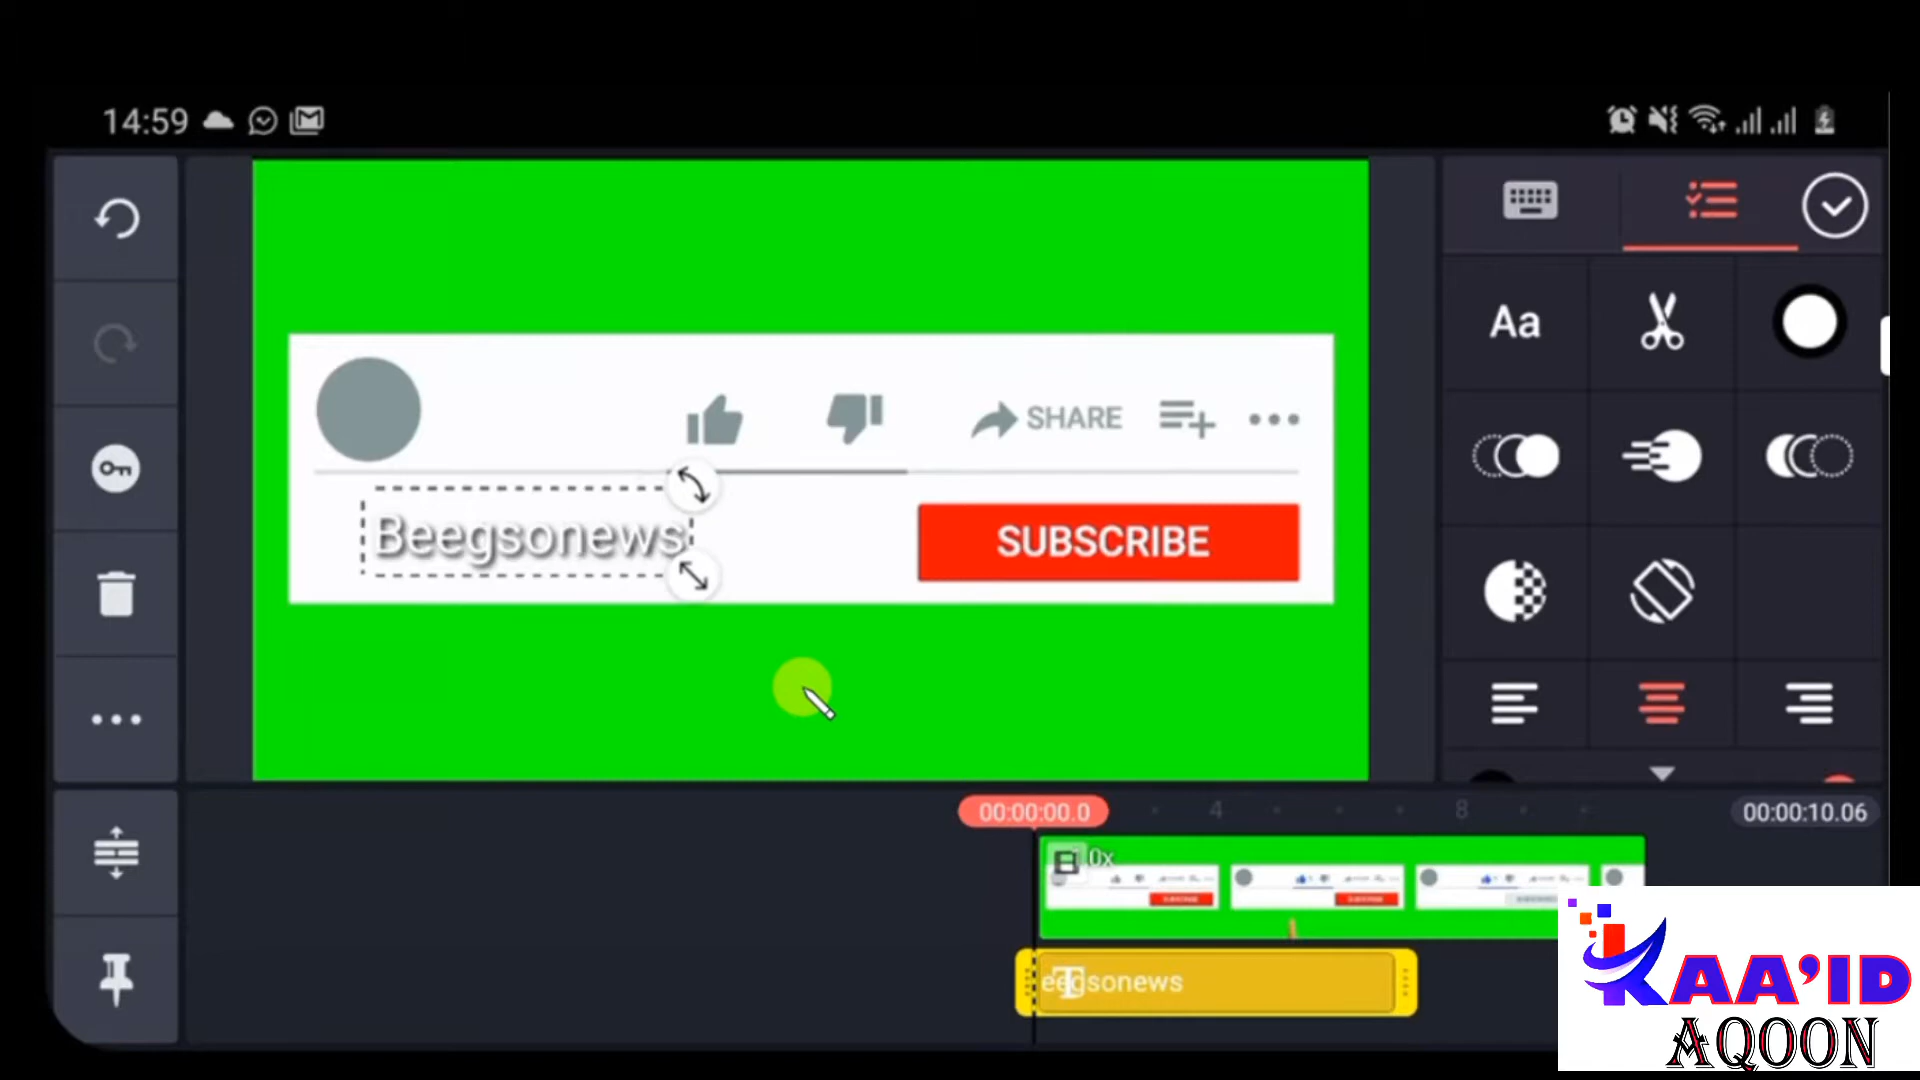 14:59
Aa
SHARE
Beegsonews
SUBSCRIBE
00:00:00.0
4
8
00:00:10.06
.0x
eegsonews
KAA'ID
AQOON